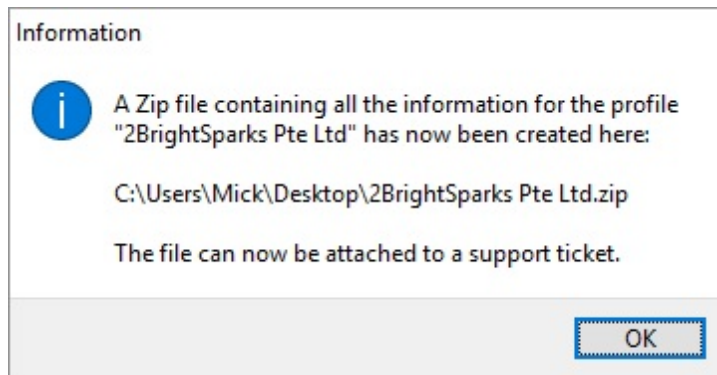 Information
A Zip file containing all the information for the profile
"2BrightSparks Pte Ltd" has now been created here:
C:\Users\Mick\Desktop\2BrightSparks Pte Ltd.zip
The file can now be attached to a support ticket.
OK